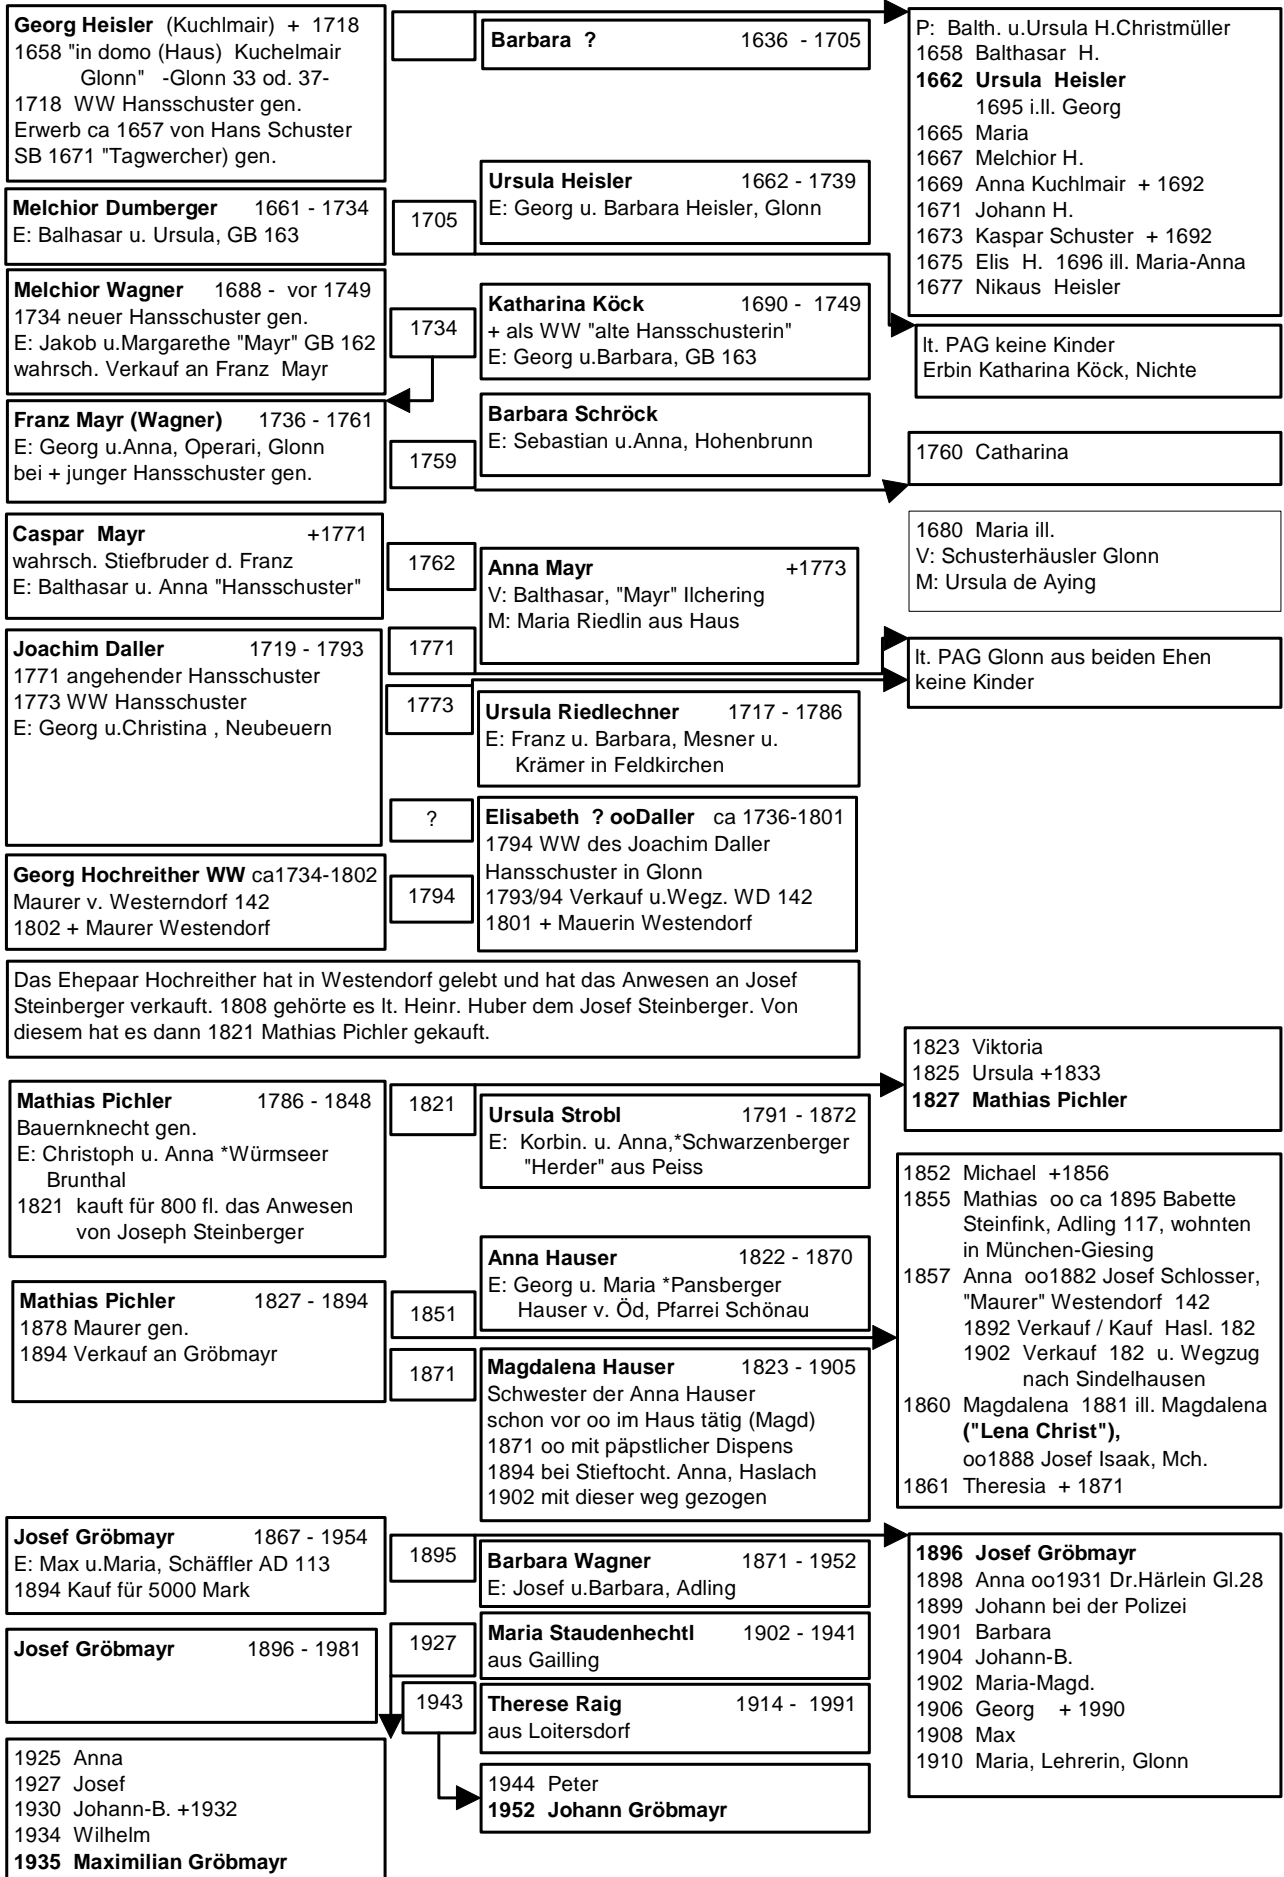 Georg Heisler (Kuchlmair) + 1718
1658 "in domo (Haus) Kuchelmair
Glonn" -Glonn 33 od. 37-
1718 WW Hansschuster gen.
Erwerb ca 1657 von Hans Schuster
SB 1671 "Tagwercher) gen.
Barbara ? 1636 - 1705
P: Balth. u.Ursula H.Christmüller
1658 Balthasar H.
1662 Ursula Heisler
1695 i.ll. Georg
1665 Maria
1667 Melchior H.
1669 Anna Kuchlmair + 1692
1671 Johann H.
1673 Kaspar Schuster + 1692
1675 Elis H. 1696 ill. Maria-Anna
1677 Nikaus Heisler
Melchior Dumberger 1661 - 1734
E: Balhasar u. Ursula, GB 163
1705
Ursula Heisler 1662 - 1739
E: Georg u. Barbara Heisler, Glonn
lt. PAG keine Kinder
Erbin Katharina Köck, Nichte
Melchior Wagner 1688 - vor 1749
1734 neuer Hansschuster gen.
E: Jakob u.Margarethe "Mayr" GB 162
wahrsch. Verkauf an Franz Mayr
1734
Katharina Köck 1690 - 1749
+ als WW "alte Hansschusterin"
E: Georg u.Barbara, GB 163
Franz Mayr (Wagner) 1736 - 1761
E: Georg u.Anna, Operari, Glonn
bei + junger Hansschuster gen.
1759
Barbara Schröck
E: Sebastian u.Anna, Hohenbrunn
1760 Catharina
Caspar Mayr +1771
wahrsch. Stiefbruder d. Franz
E: Balthasar u. Anna "Hansschuster"
1762
Anna Mayr +1773
V: Balthasar, "Mayr" Ilchering
M: Maria Riedlin aus Haus
1680 Maria ill.
V: Schusterhäusler Glonn
M: Ursula de Aying
Joachim Daller 1719 - 1793
1771 angehender Hansschuster
1773 WW Hansschuster
E: Georg u.Christina , Neubeuern
1771
1773
Ursula Riedlechner 1717 - 1786
E: Franz u. Barbara, Mesner u.
Krämer in Feldkirchen
lt. PAG Glonn aus beiden Ehen
keine Kinder
?
Elisabeth ? ooDaller ca 1736-1801
1794 WW des Joachim Daller
Hansschuster in Glonn
1793/94 Verkauf u.Wegz. WD 142
1801 + Mauerin Westendorf
Georg Hochreither WW ca1734-1802
Maurer v. Westerndorf 142
1802 + Maurer Westendorf
1794
Das Ehepaar Hochreither hat in Westendorf gelebt und hat das Anwesen an Josef
Steinberger verkauft. 1808 gehörte es lt. Heinr. Huber dem Josef Steinberger. Von
diesem hat es dann 1821 Mathias Pichler gekauft.
Mathias Pichler 1786 - 1848
Bauernknecht gen.
E: Christoph u. Anna *Würmseer
Brunthal
1821 kauft für 800 fl. das Anwesen
von Joseph Steinberger
1821
Ursula Strobl 1791 - 1872
E: Korbin. u. Anna,*Schwarzenberger
"Herder" aus Peiss
1823 Viktoria
1825 Ursula +1833
1827 Mathias Pichler
Mathias Pichler 1827 - 1894
1878 Maurer gen.
1894 Verkauf an Gröbmayr
1851
Anna Hauser 1822 - 1870
E: Georg u. Maria *Pansberger
Hauser v. Öd, Pfarrei Schönau
1871
Magdalena Hauser 1823 - 1905
Schwester der Anna Hauser
schon vor oo im Haus tätig (Magd)
1871 oo mit päpstlicher Dispens
1894 bei Stieftocht. Anna, Haslach
1902 mit dieser weg gezogen
1852 Michael +1856
1855 Mathias oo ca 1895 Babette
Steinfink, Adling 117, wohnten
in München-Giesing
1857 Anna oo1882 Josef Schlosser,
"Maurer" Westendorf 142
1892 Verkauf / Kauf Hasl. 182
1902 Verkauf 182 u. Wegzug
nach Sindelhausen
1860 Magdalena 1881 ill. Magdalena
("Lena Christ"),
oo1888 Josef Isaak, Mch.
1861 Theresia + 1871
Josef Gröbmayr 1867 - 1954
E: Max u.Maria, Schäffler AD 113
1894 Kauf für 5000 Mark
1895
Barbara Wagner 1871 - 1952
E: Josef u.Barbara, Adling
1896 Josef Gröbmayr
1898 Anna oo1931 Dr.Härlein Gl.28
1899 Johann bei der Polizei
1901 Barbara
1904 Johann-B.
1902 Maria-Magd.
1906 Georg + 1990
1908 Max
1910 Maria, Lehrerin, Glonn
Josef Gröbmayr 1896 - 1981
1927
Maria Staudenhechtl 1902 - 1941
aus Gailling
1943
Therese Raig 1914 - 1991
aus Loitersdorf
1925 Anna
1927 Josef
1930 Johann-B. +1932
1934 Wilhelm
1935 Maximilian Gröbmayr
1944 Peter
1952 Johann Gröbmayr